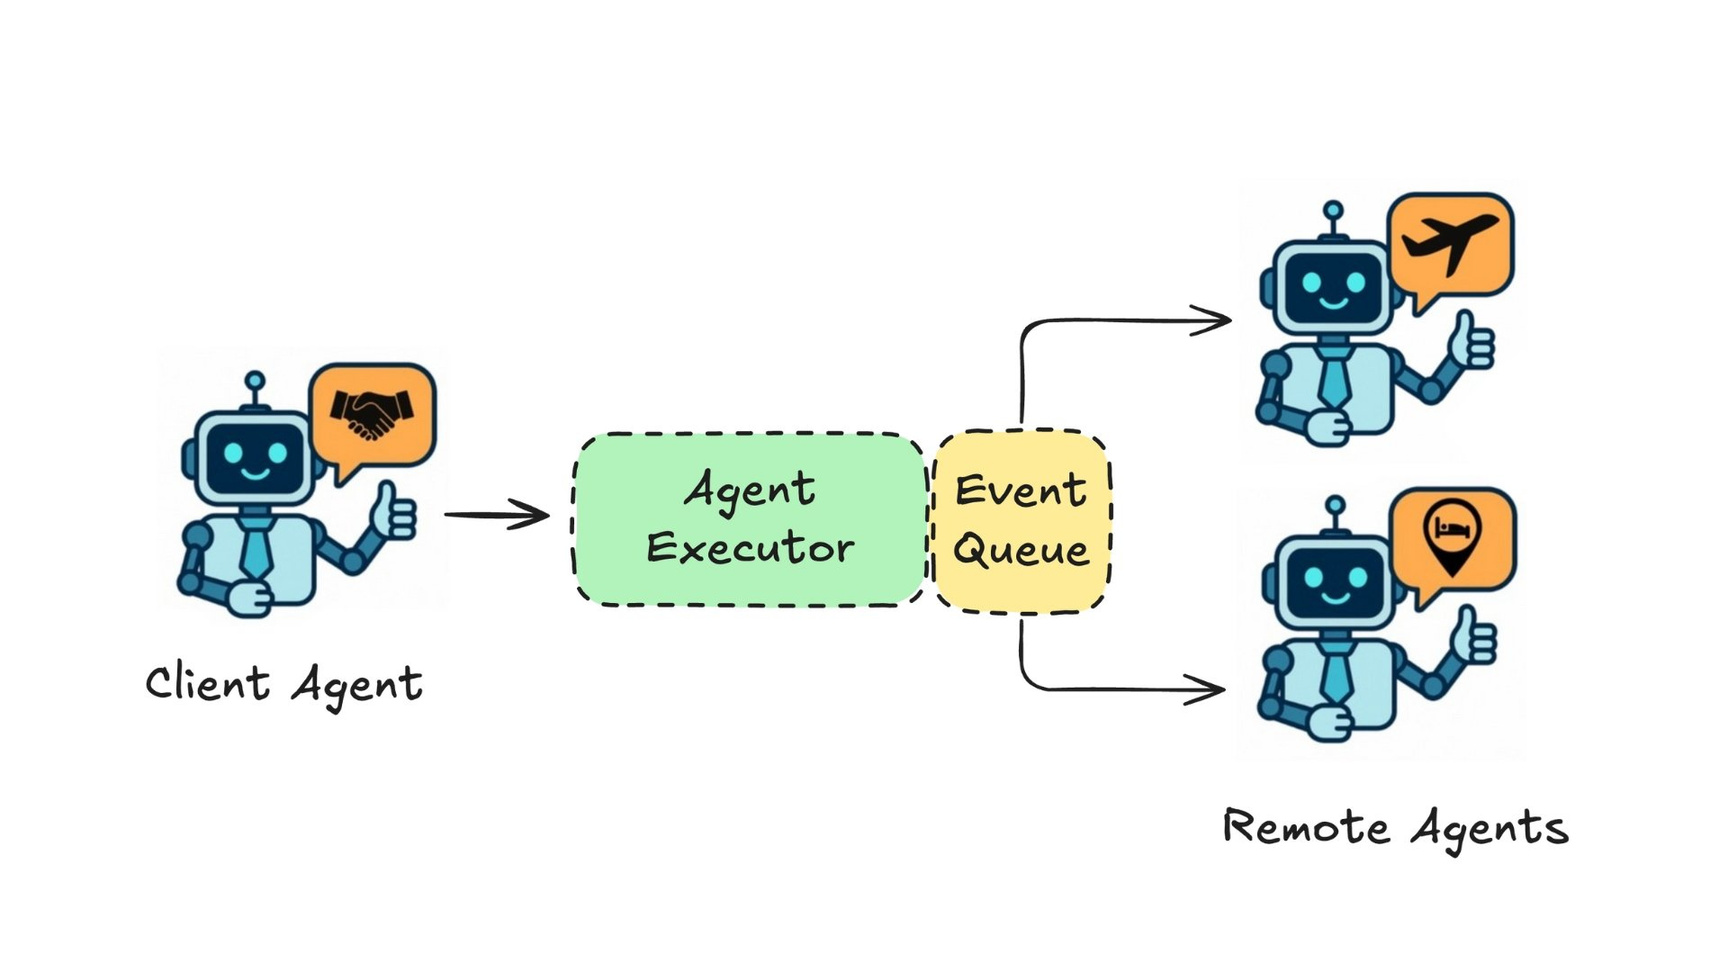 Agent
Executor
Event
Queue
Client Agent
Remote Agents